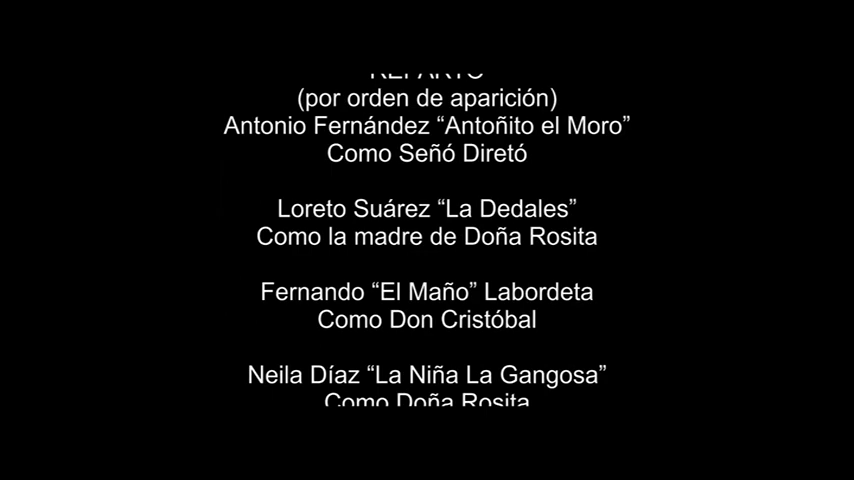 REPARTO
(por orden de aparición)
Antonio Fernández “Antoñito el Moro”
Como Señó Diretó
Loreto Suárez “La Dedales”
Como la madre de Doña Rosita
Fernando “El Maño” Labordeta
Como Don Cristóbal
Neila Díaz “La Niña La Gangosa”
Como Doña Rosita